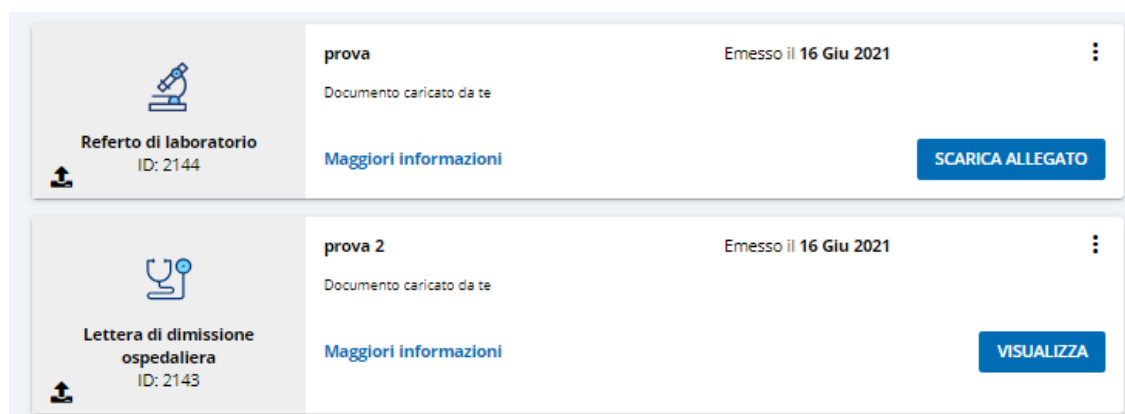 prova
Emesso il 16 Giu 2021
Documento caricato da te
Referto di laboratorio
ID: 2144
Maggiori informazioni
SCARICA ALLEGATO
prova 2
Emesso il 16 Giu 2021
Documento caricato da te
Lettera di dimissione
ospedaliera
ID: 2143
Maggiori informazioni
VISUALIZZA